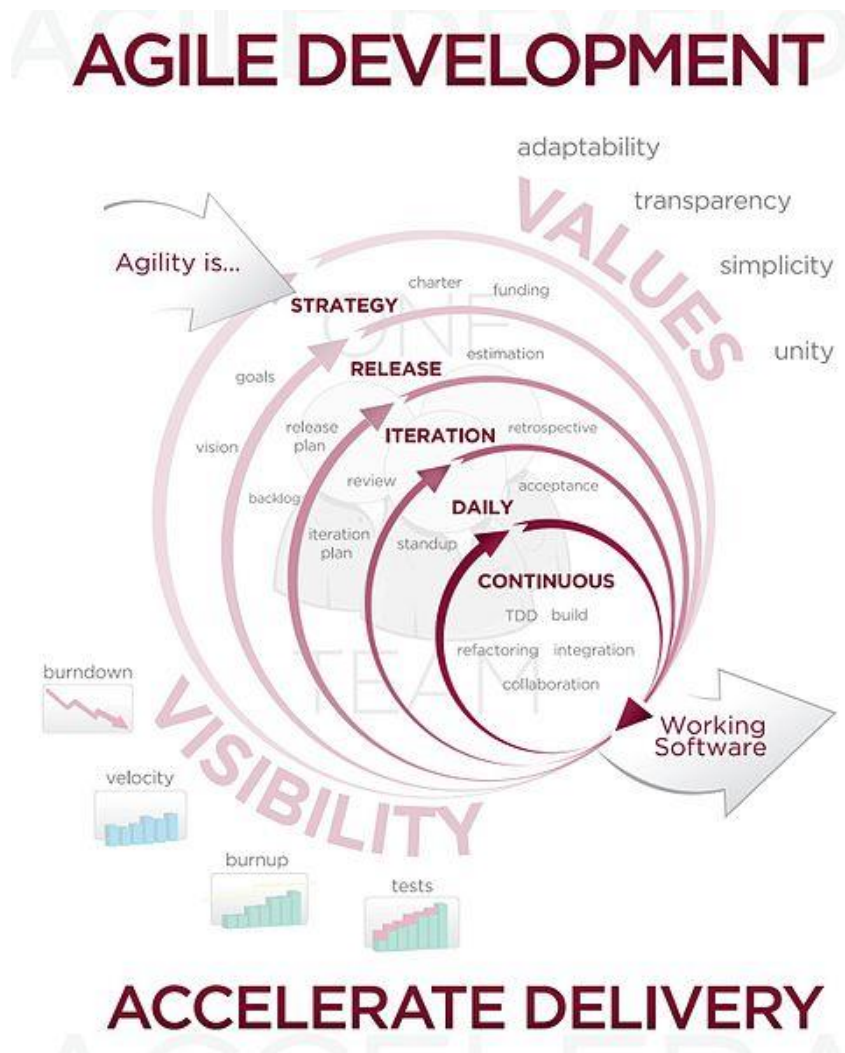 AGILE DEVELOPMENT
adaptability
VALUES
transparency
Agility is...
simplicity
STRATEGY
charter
funding
ONE
unity
RELEASE
estimation
goals
ITERATION
retrospective
release
plan
vision
review
acceptance
backlog
DAILY
iteration
plan
standup
CONTINUOUS
TDD build
refactoring integration
collaboration
TEAM
burndown
VISIBILITY
Working
Software
velocity
burnup
tests
ACCELERATE DELIVERY